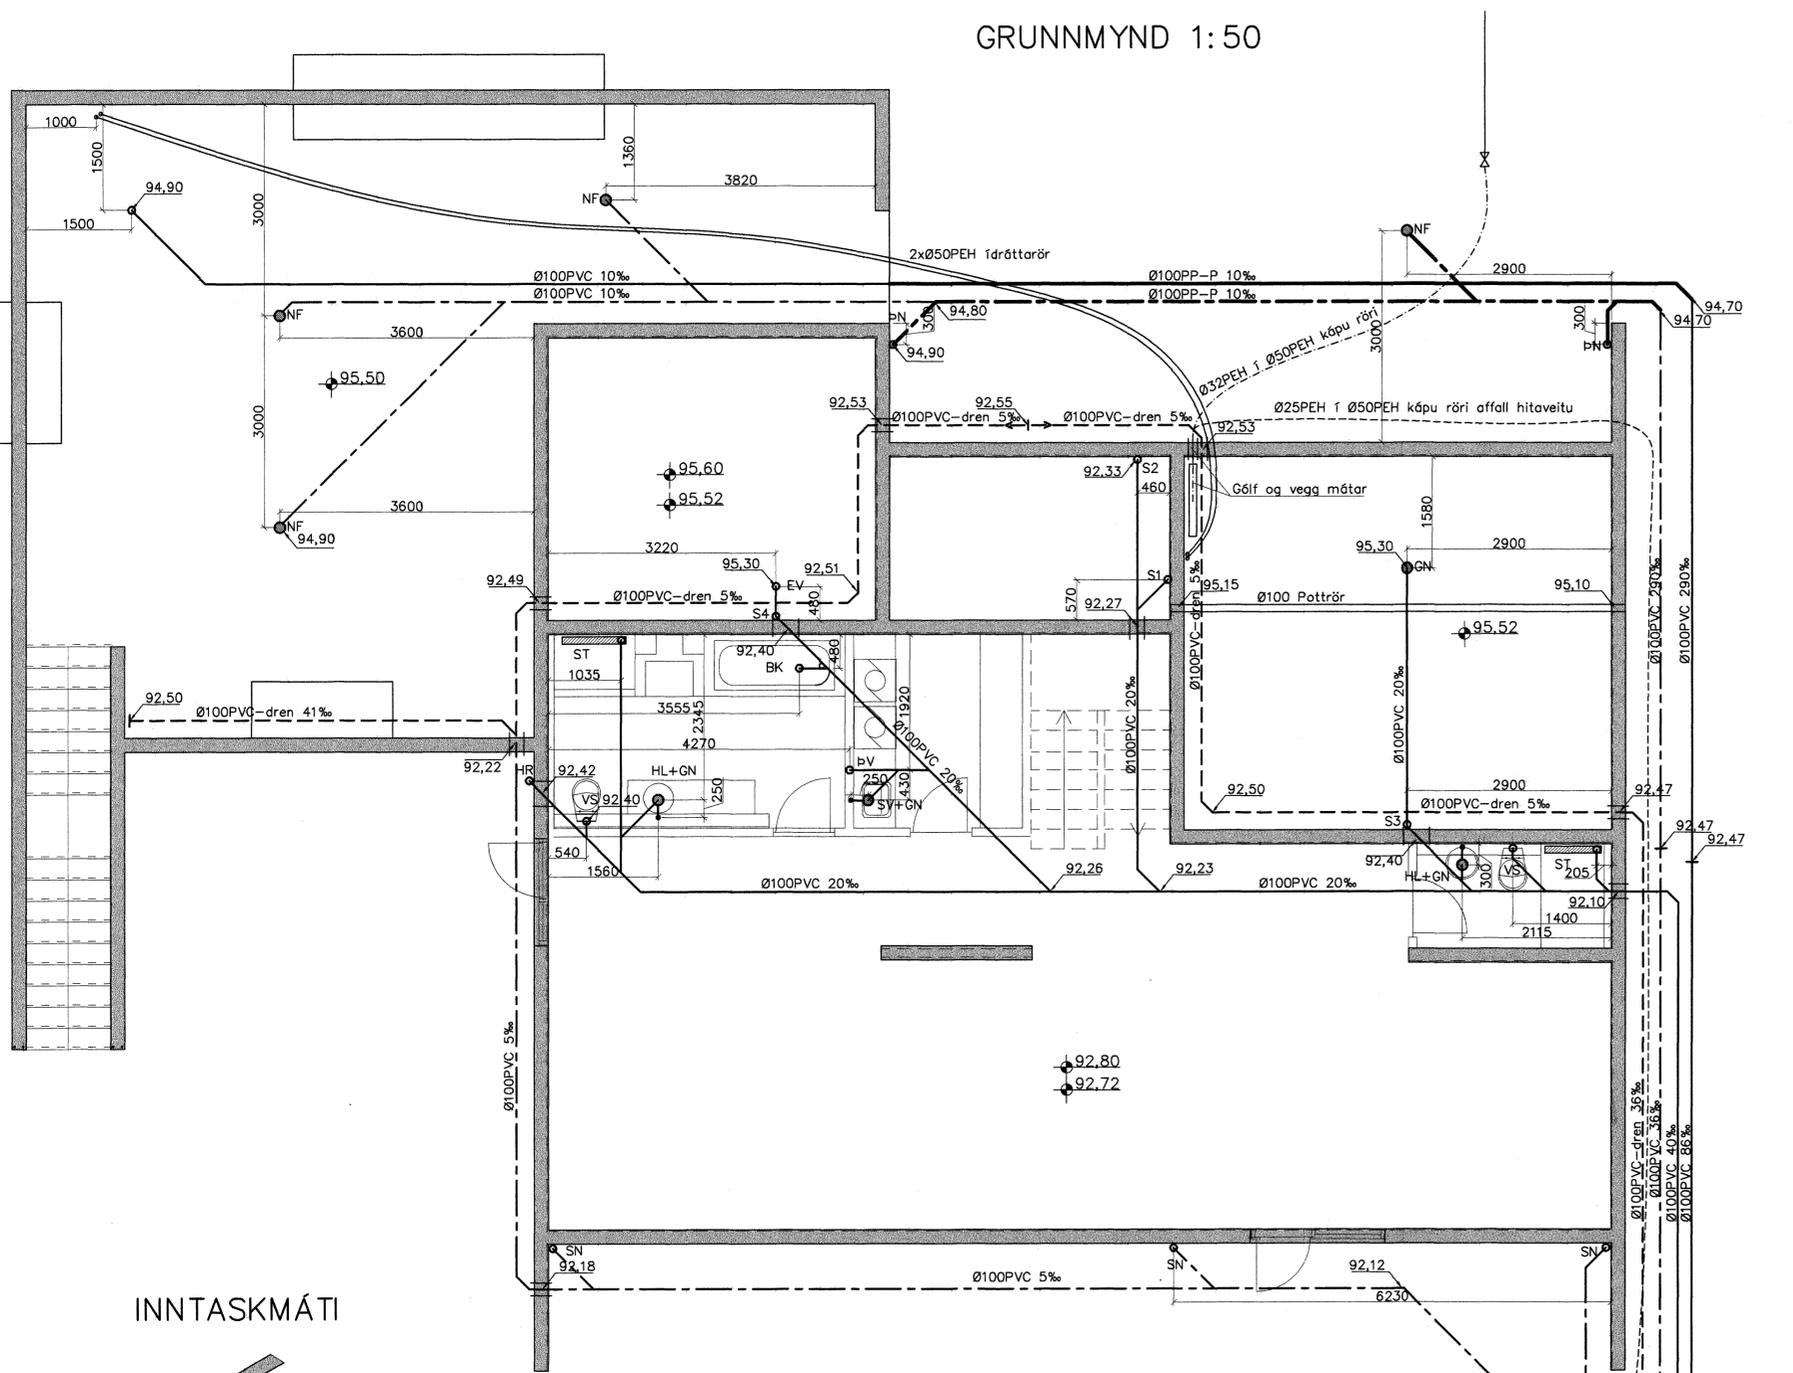 GRUNNMYND 1:50
1000
1500
94,90
1500
3000
1360
3820
NF
NF
2xØ50PEH ídráttarör
2900
Ø100PVC 10‰
Ø100PVC 10‰
Ø100PP-P 10‰
Ø100PP-P 10‰
94,70
94,70
NF
3600
ÞN
300
94,80
94,90
3000
300
ÞN
Ø32PEH í Ø50PEH kápu röri
95,50
3000
92,53
92,55
Ø100PVC-dren 5‰
Ø100PVC-dren 5‰
Ø25PEH í Ø50PEH kápu röri affall hitaveitu
92,53
95,60
95,52
92,33
S2
460
Gólf og vegg mátar
1580
3600
NF
94,90
3220
95,30
EV
92,51
480
S4
92,49
Ø100PVC-dren 5‰
S1
570
92,27
95,15
Ø100 Pottrör
95,10
95,30
GN
2900
95,52
Ø100PVC-dren 5‰
Ø100PVC 290‰
Ø100PVC 290‰
ST
1035
92,40
BK
480
3555
2345
1920
4270
Ø100PVC 20‰
Ø100PVC 20‰
Ø100PVC 20‰
92,50
Ø100PVC-dren 41‰
92,22
HR
92,42
VS
92,40
HL+GN
250
ÞV
250
430
SV+GN
540
1560
92,50
2900
Ø100PVC-dren 5‰
92,47
92,47
92,47
S3
92,40
HL+GN
300
VS
ST
205
92,10
1400
2115
Ø100PVC 20‰
92,26
92,23
Ø100PVC 20‰
92,80
92,72
Ø100PVC 5‰
Ø100PVC-dren 36‰
Ø100PVC 36‰
Ø100PVC 40‰
Ø100PVC 86‰
SN
92,18
Ø100PVC 5‰
SN
92,12
6230
SN
INNTASKMÁTI